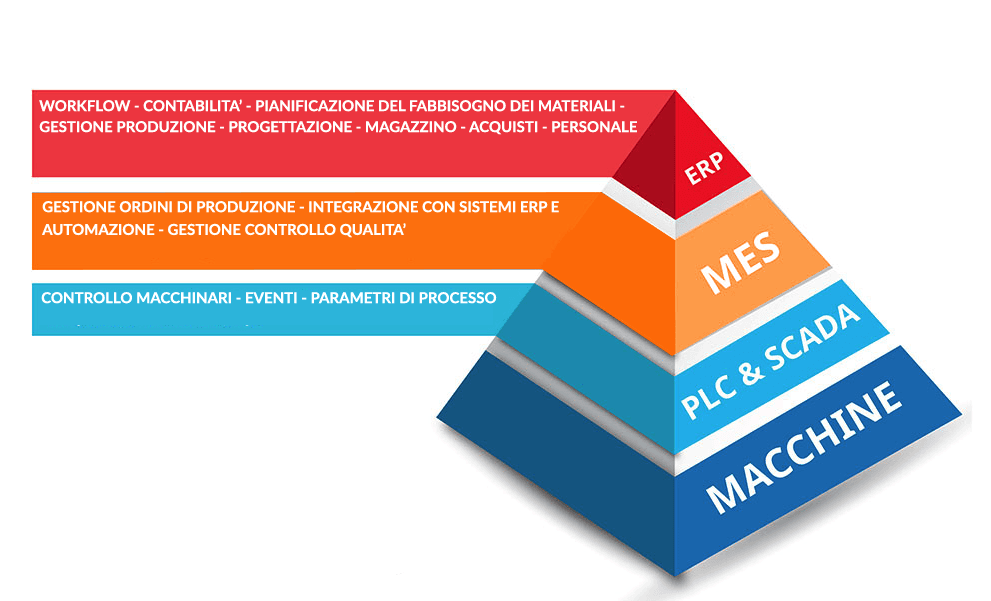 WORKFLOW - CONTABILITA' - PIANIFICAZIONE DEL FABBISOGNO DEI MATERIALI -
GESTIONE PRODUZIONE - PROGETTAZIONE - MAGAZZINO - ACQUISTI - PERSONALE
ERP
GESTIONE ORDINI DI PRODUZIONE - INTEGRAZIONE CON SISTEMI ERP E
AUTOMAZIONE - GESTIONE CONTROLLO QUALITA'
MES
CONTROLLO MACCHINARI - EVENTI - PARAMETRI DI PROCESSO
PLC & SCADA
MACCHINE